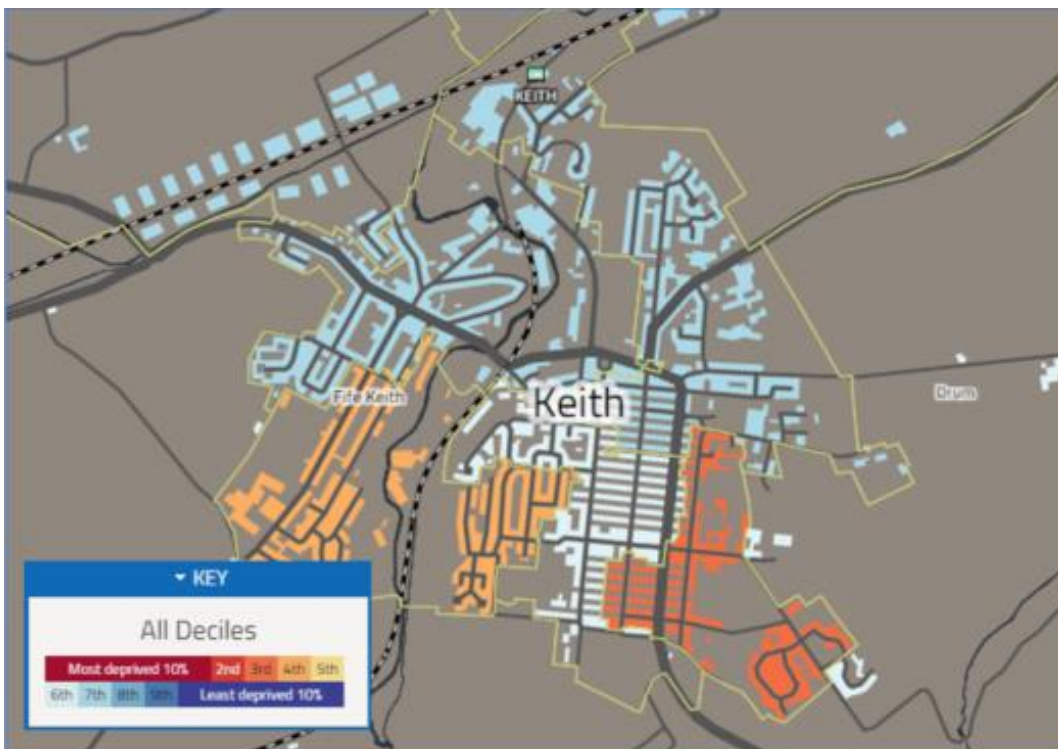 KEITH
Fife Keith
Keith
Drum
KEY
All Deciles
Most deprived 10% 2nd 3rd 4th 5th
6th 7th 8th 9th Least deprived 10%